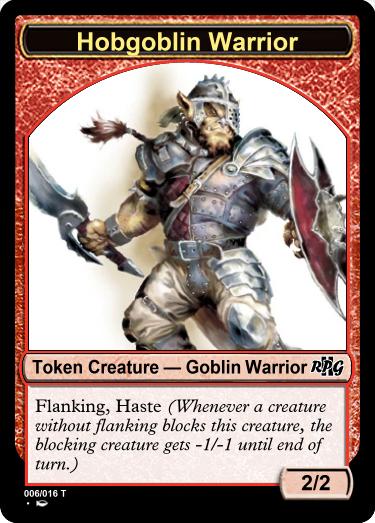 Hobgoblin Warrior
Token Creature — Goblin Warrior RPG
Flanking, Haste (Whenever a creature
without flanking blocks this creature, the
blocking creature gets -1/-1 until end of
turn.)
2/2
006/016 T